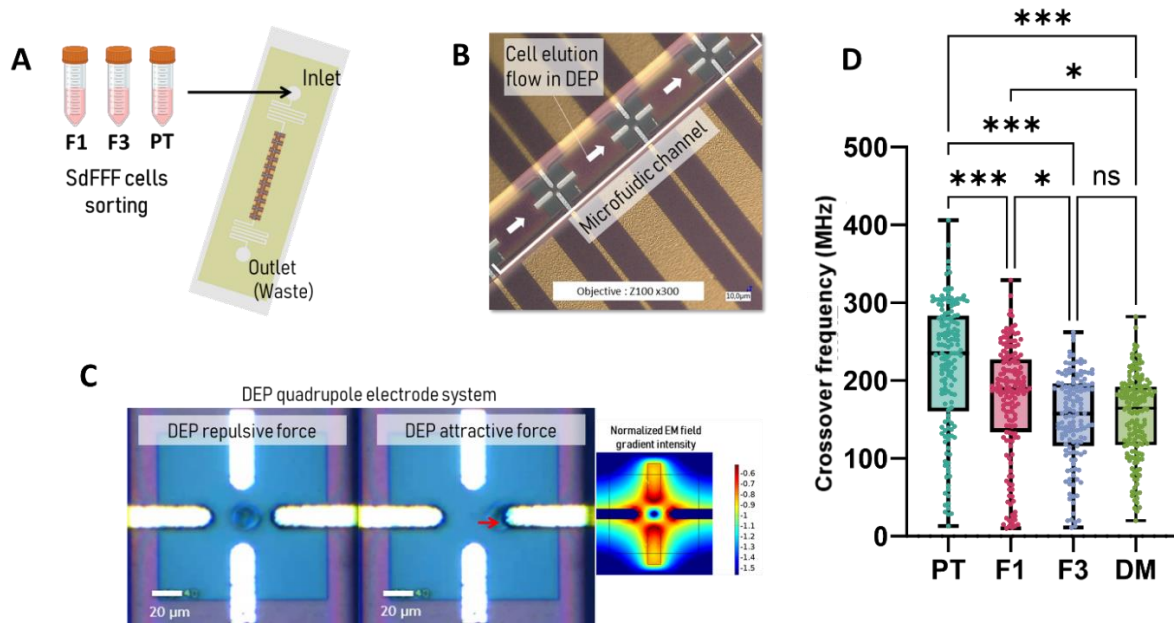 A
F1 F3 PT
SdFFF cells
sorting
Inlet
Outlet
(Waste)
B
Cell elution
flow in DEP
Microfuidic channel
Objective : Z100 x300
10,0µm
C
DEP quadrupole electrode system
DEP repulsive force
DEP attractive force
20 µm
20 µm
Normalized EM field
gradient intensity
-0.6
-0.7
-0.8
-0.9
-1
-1.1
-1.2
-1.3
-1.4
-1.5
D
***
*
***
*** * ns
Crossover frequency (MHz)
500
400
300
200
100
0
PT F1 F3 DM